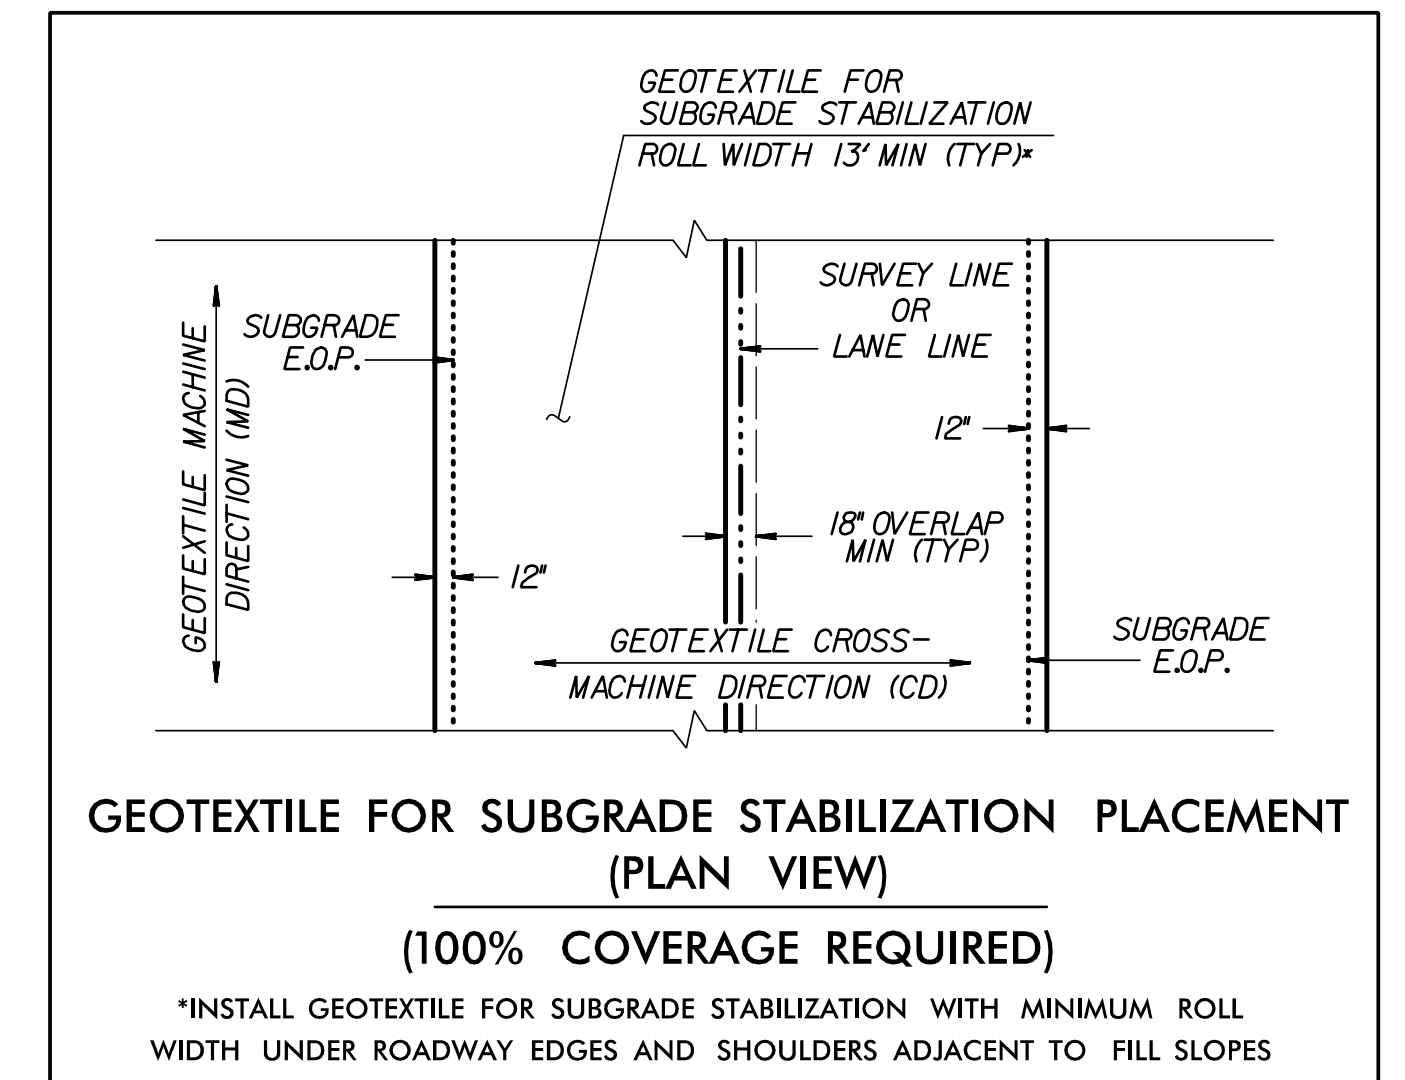 GEOTEXTILE FOR
SUBGRADE STABILIZATION
ROLL WIDTH 13' MIN (TYP)*
SURVEY LINE
OR
LANE LINE
SUBGRADE
E.O.P.
GEOTEXTILE MACHINE
DIRECTION (MD)
12"
18" OVERLAP
MIN (TYP)
12"
GEOTEXTILE CROSS-
MACHINE DIRECTION (CD)
SUBGRADE
E.O.P.
GEOTEXTILE FOR SUBGRADE STABILIZATION PLACEMENT
(PLAN VIEW)
(100% COVERAGE REQUIRED)
*INSTALL GEOTEXTILE FOR SUBGRADE STABILIZATION WITH MINIMUM ROLL
WIDTH UNDER ROADWAY EDGES AND SHOULDERS ADJACENT TO FILL SLOPES